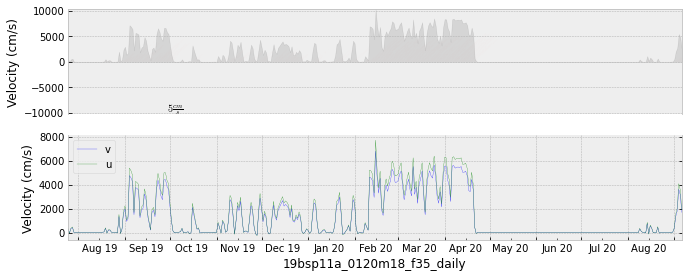 10000
5000
0
−5000
−10000
Velocity (cm/s)
5 cm/s
8000
6000
4000
2000
0
Velocity (cm/s)
v
u
Aug 19 Sep 19 Oct 19 Nov 19 Dec 19 Jan 20 Feb 20 Mar 20 Apr 20 May 20 Jun 20 Jul 20 Aug 20
19bsp11a_0120m18_f35_daily